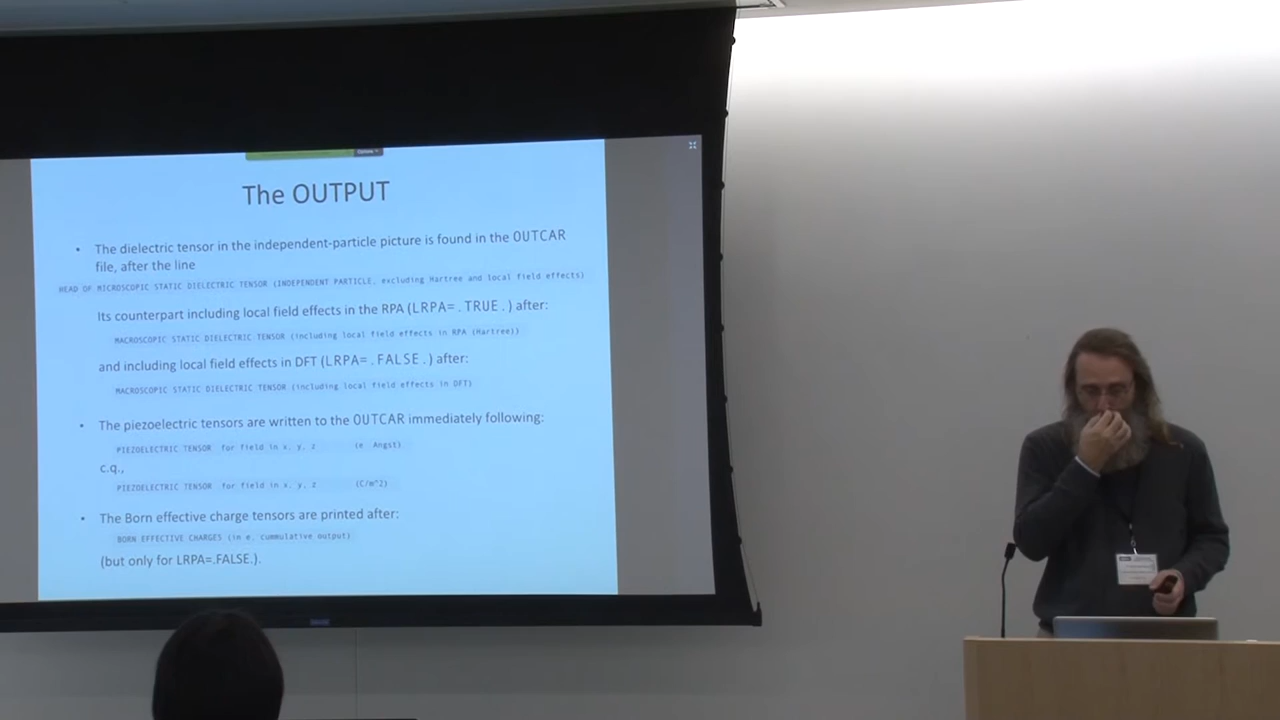 The OUTPUT
• The dielectric tensor in the independent-particle picture is found in the OUTCAR
file, after the line
HEAD OF MICROSCOPIC STATIC DIELECTRIC TENSOR (INDEPENDENT PARTICLE, excluding Hartree and local field effects)
Its counterpart including local field effects in the RPA (LRPA=.TRUE.) after:
MACROSCOPIC STATIC DIELECTRIC TENSOR (including local field effects in RPA (Hartree))
and including local field effects in DFT (LRPA=.FALSE.) after:
MACROSCOPIC STATIC DIELECTRIC TENSOR (including local field effects in DFT)
• The piezoelectric tensors are written to the OUTCAR immediately following:
PIEZOELECTRIC TENSOR for field in x, y, z (e Angst)
c.q.,
PIEZOELECTRIC TENSOR for field in x, y, z (C/m^2)
• The Born effective charge tensors are printed after:
BORN EFFECTIVE CHARGES (in e, cummulative output)
(but only for LRPA=.FALSE.).